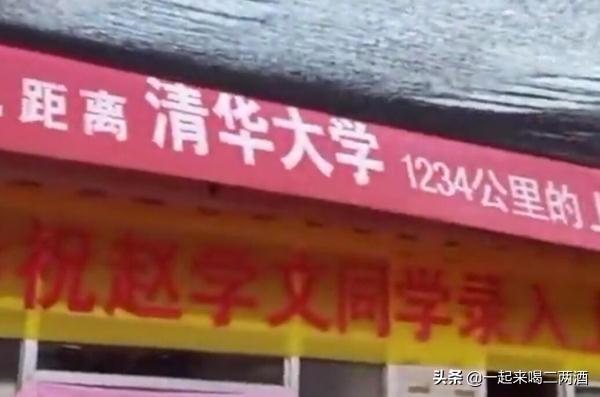 距离清华大学1234公里的上
祝赵学文同学录入
头条 @一起来喝二两酒